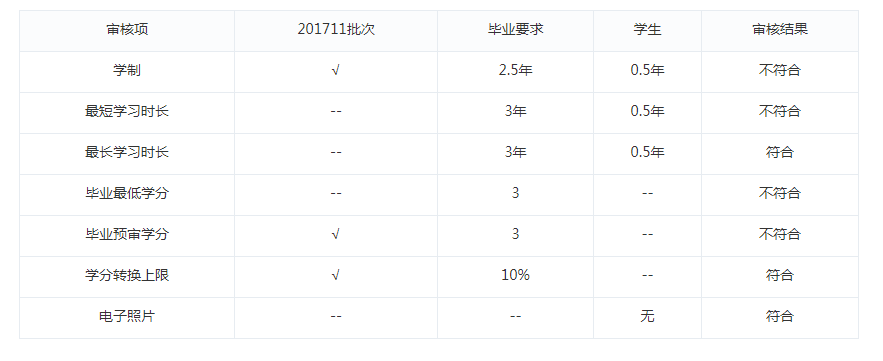 审核项 201711批次 毕业要求 学生 审核结果
学制 √ 2.5年 0.5年 不符合
最短学习时长 -- 3年 0.5年 不符合
最长学习时长 -- 3年 0.5年 符合
毕业最低学分 -- 3 -- 不符合
毕业预审学分 √ 3 -- 不符合
学分转换上限 √ 10% -- 符合
电子照片 -- -- 无 符合